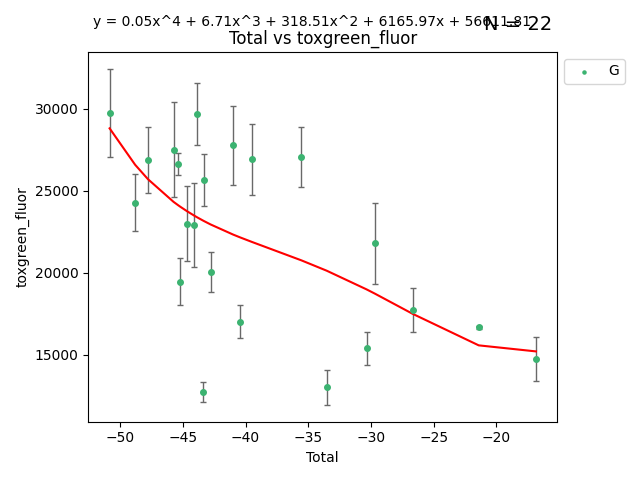 y = 0.05x^4 + 6.71x^3 + 318.51x^2 + 6165.97x + 56611.81
N = 22
Total vs toxgreen_fluor
G
toxgreen_fluor
30000
25000
20000
15000
−50
−45
−40
−35
−30
−25
−20
Total